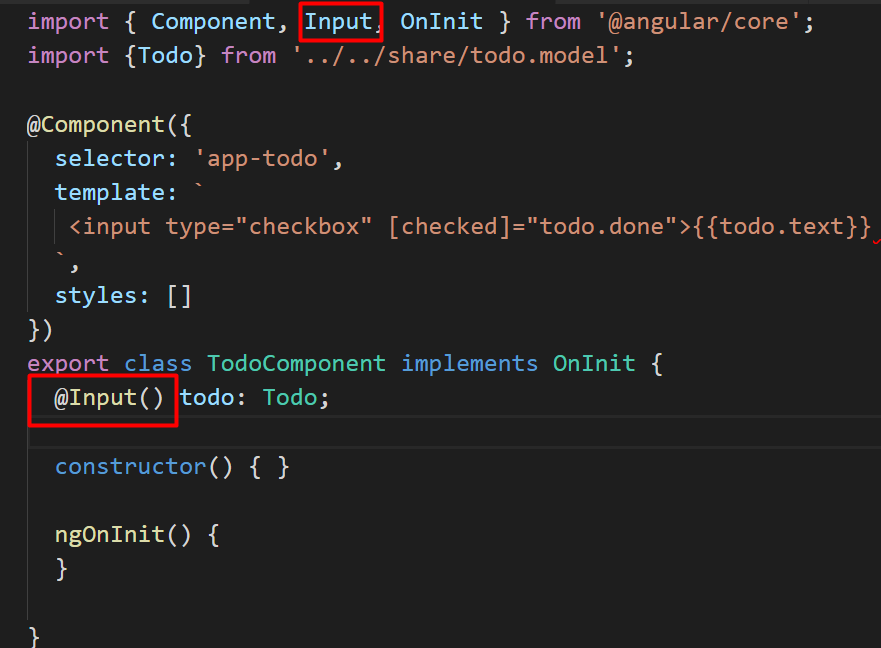 import { Component, Input, OnInit } from '@angular/core';
import {Todo} from '../../share/todo.model';
@Component({
selector: 'app-todo',
template: `
<input type="checkbox" [checked]="todo.done">{{todo.text}}
`,
styles: []
})
export class TodoComponent implements OnInit {
@Input() todo: Todo;
constructor() { }
ngOnInit() {
}
}